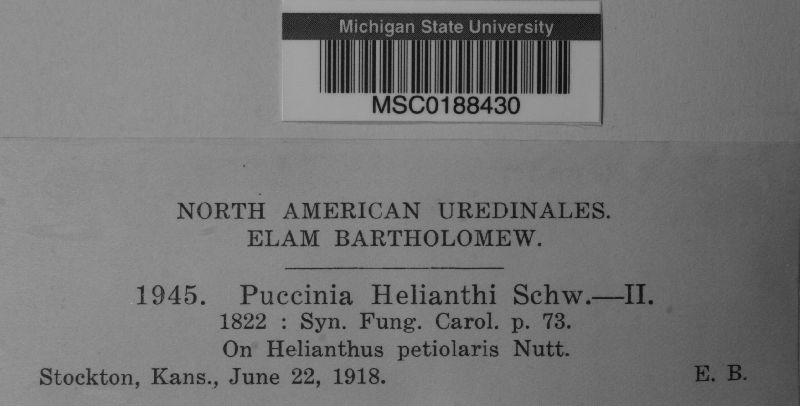 Michigan State University
MSC0188430
NORTH AMERICAN UREDINALES.
ELAM BARTHOLOMEW.
1945. Puccinia Helianthi Schw.—II.
1822 : Syn. Fung. Carol. p. 73.
On Helianthus petiolaris Nutt.
Stockton, Kans., June 22, 1918. E. B.